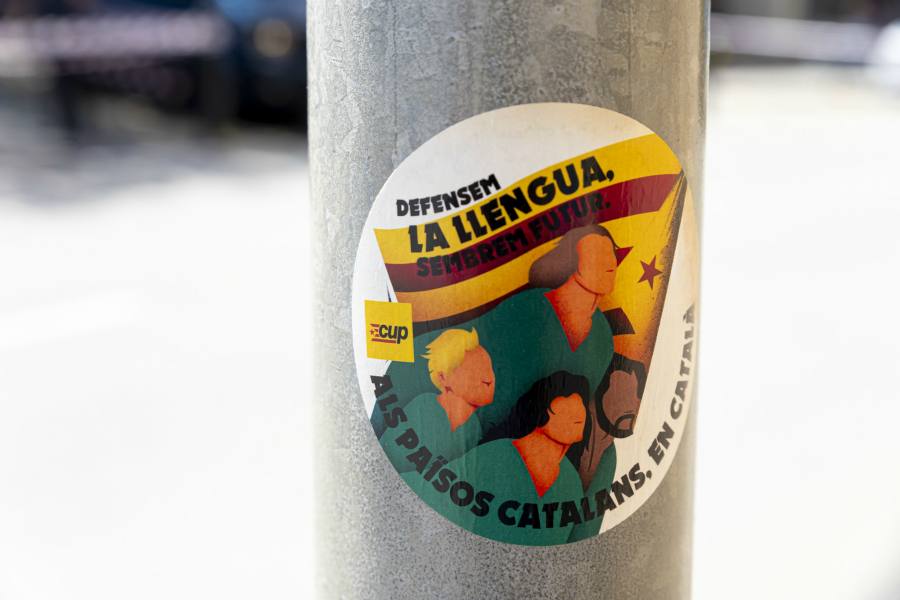 DEFENSEM
LA LLENGUA,
SEMBREM FUTUR.
cup
ALS PAÏSOS CATALANS, EN CATALÀ